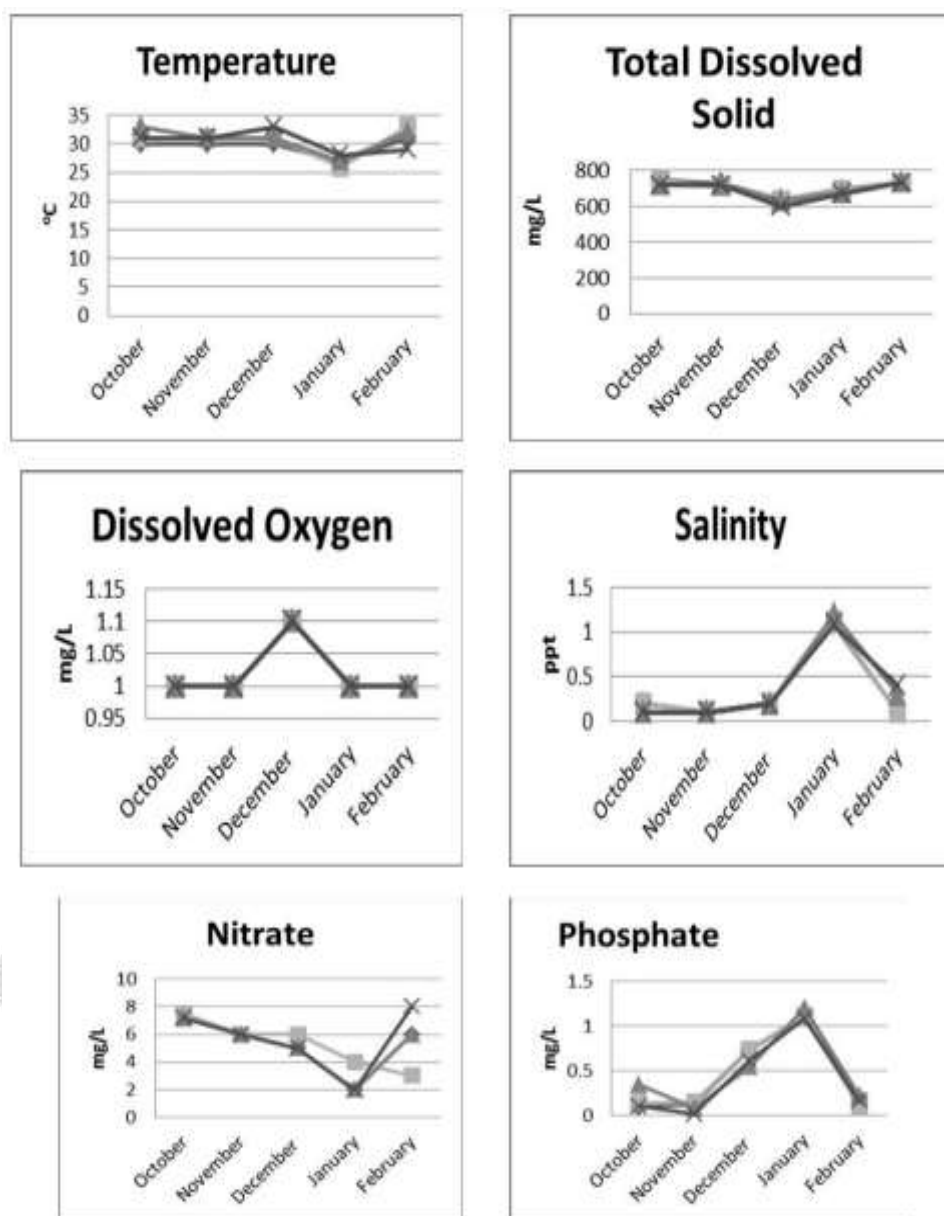 Temperature
°C
35
30
25
20
15
10
5
0
October
November
December
January
February
Total Dissolved
Solid
mg/L
800
600
400
200
0
October
November
December
January
February
Dissolved Oxygen
mg/L
1.15
1.1
1.05
1
0.95
October
November
December
January
February
Salinity
ppt
1.5
1
0.5
0
October
November
December
January
February
Nitrate
mg/L
10
8
6
4
2
0
October
November
December
January
February
Phosphate
mg/L
1.5
1
0.5
0
October
November
December
January
February